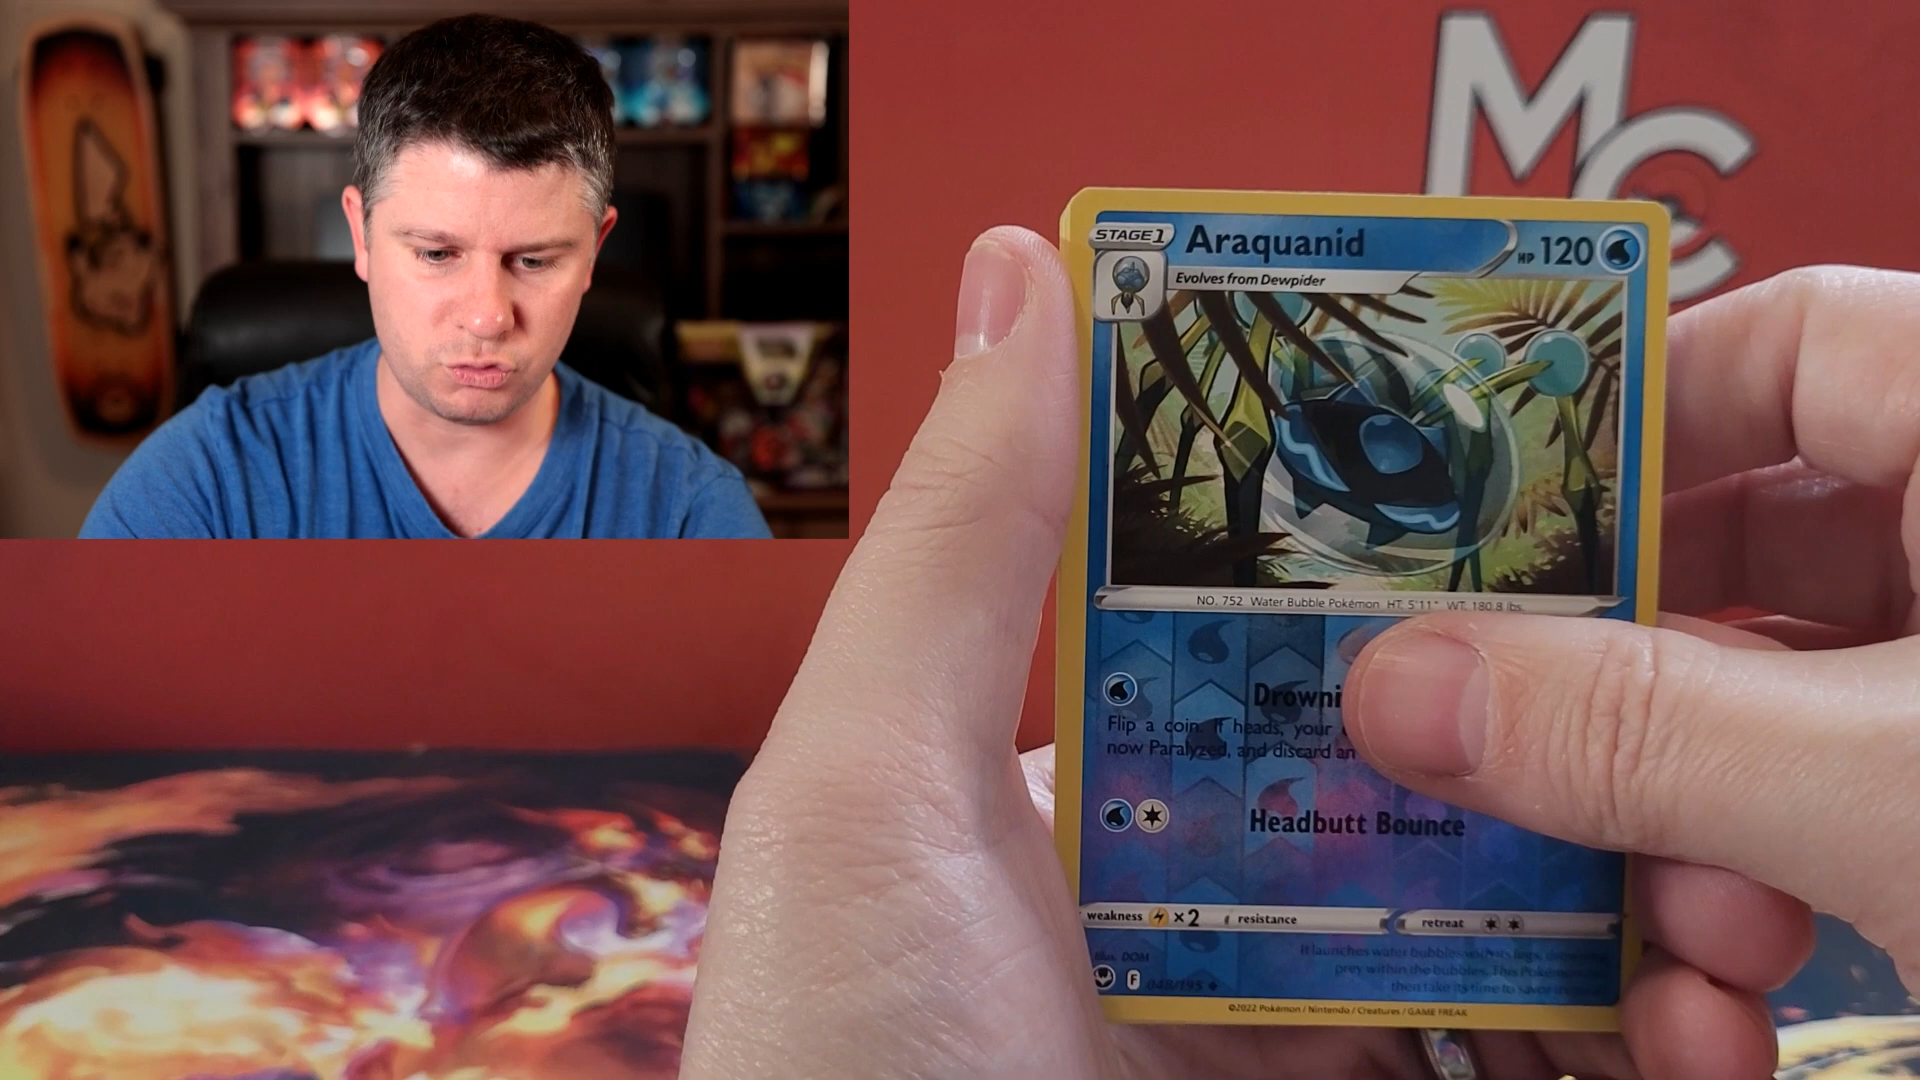 MC
STAGE 1 Araquanid HP 120
Evolves from Dewpider
NO. 752 Water Bubble Pokémon HT. 5'11" WT. 180.8 lbs.
Drowni
Flip a coin. If heads, your
now Paralyzed, and discard an
Headbutt Bounce
weakness ×2 resistance retreat
Illus. DOM
It launches water bubbles with its legs,
prey within the bubbles. This Pokémon
then take its time to savor
F 048/195
©2022 Pokémon / Nintendo / Creatures / GAME FREAK